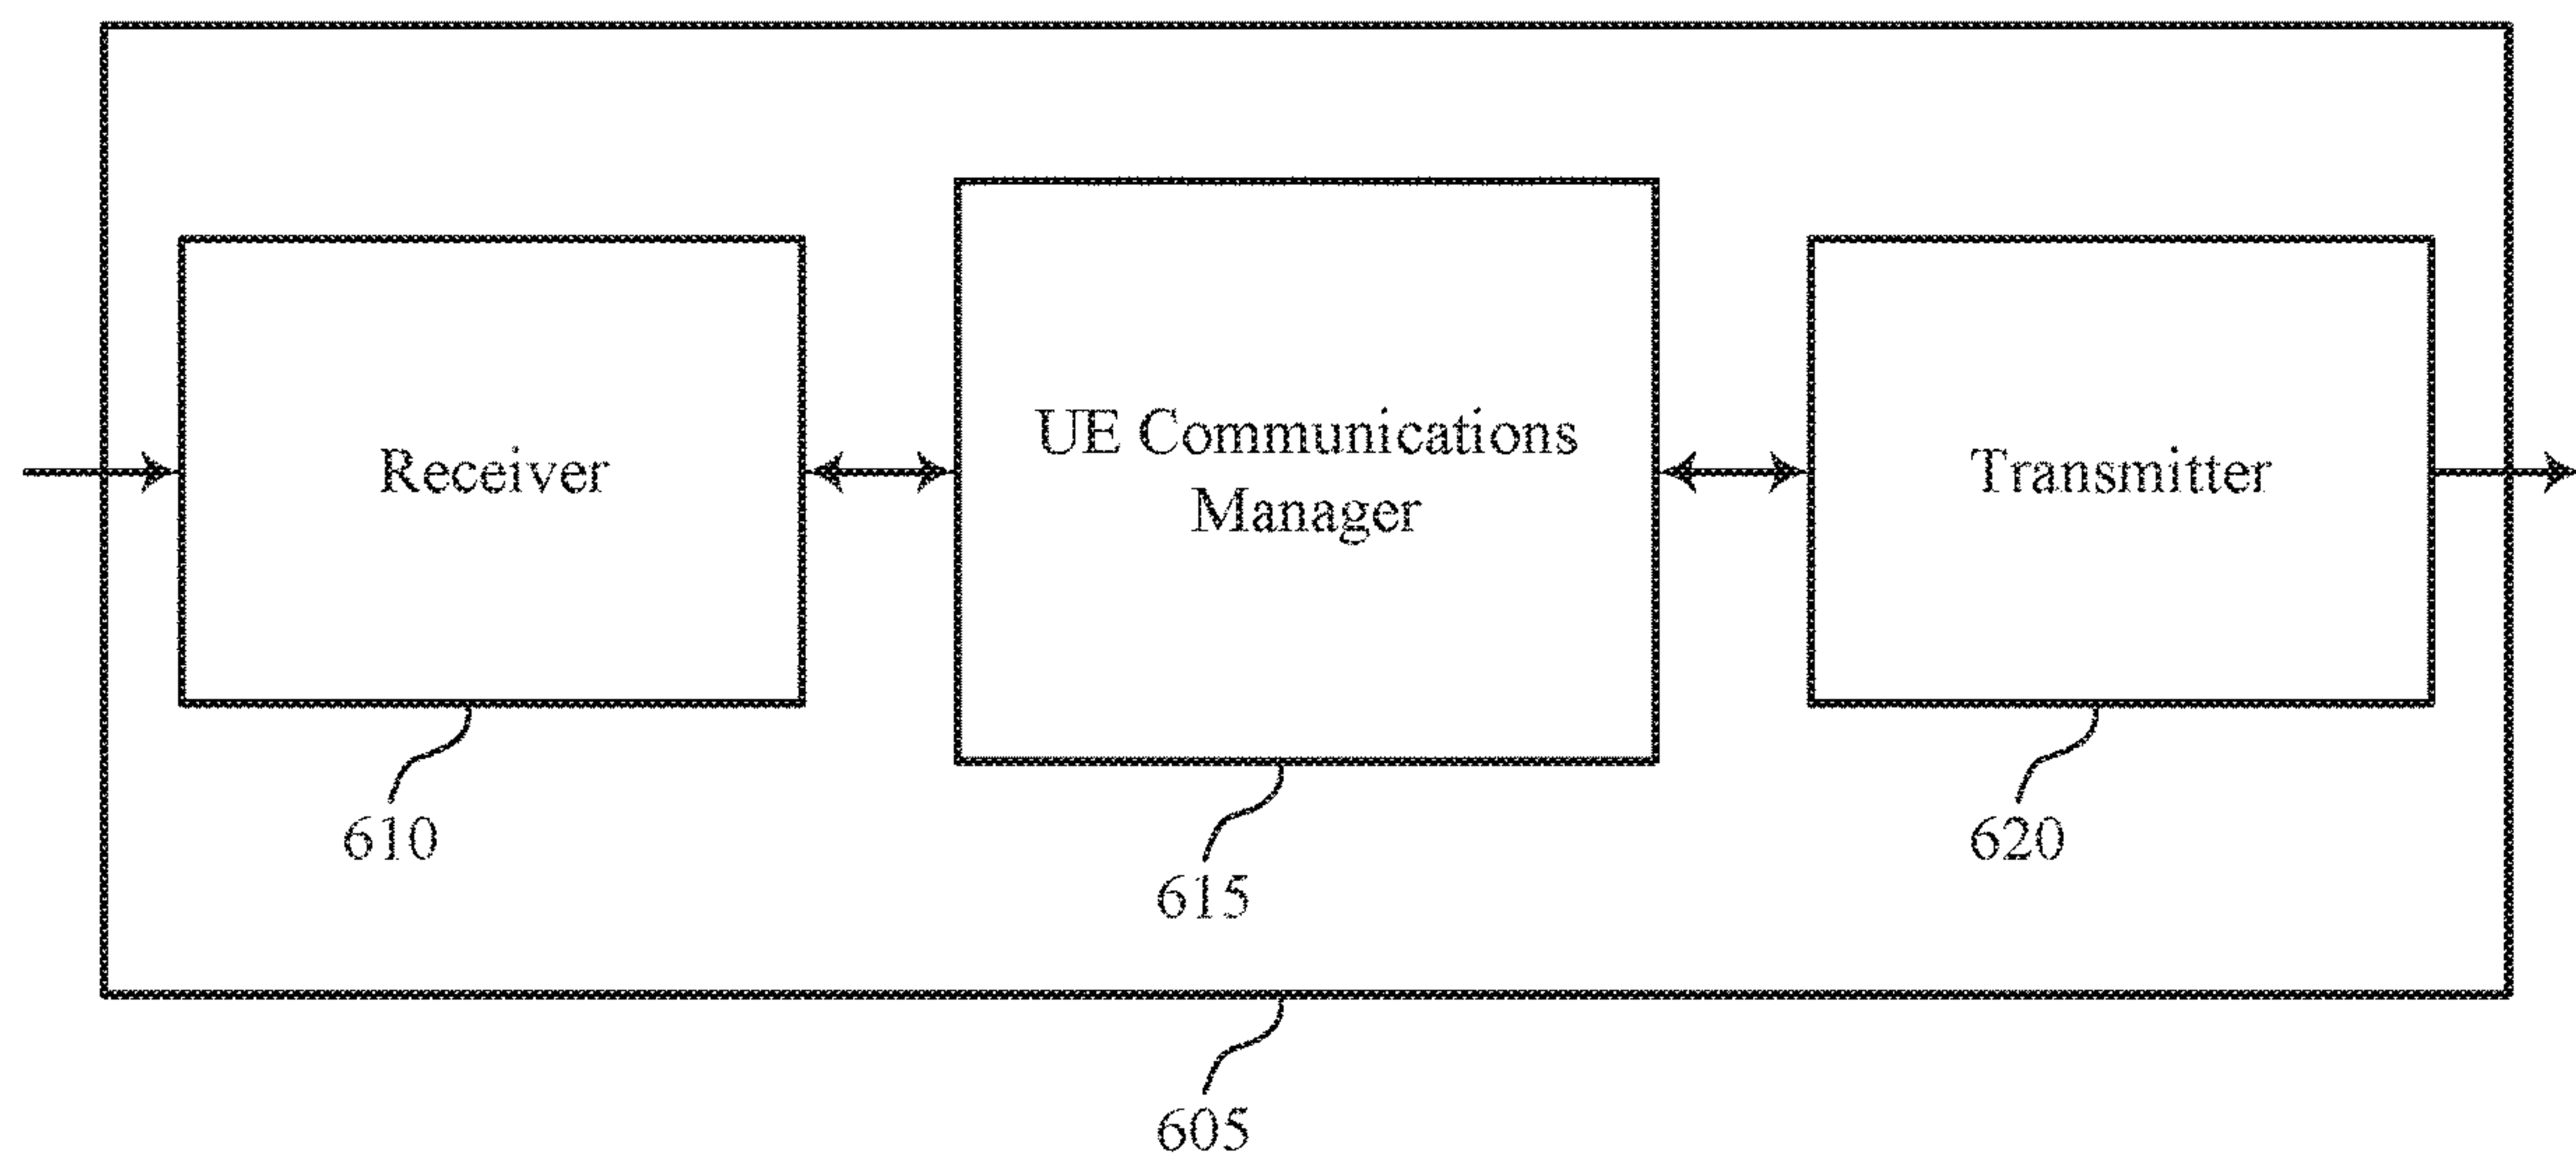 Receiver
UE Communications
Manager
Transmitter
610
615
620
605